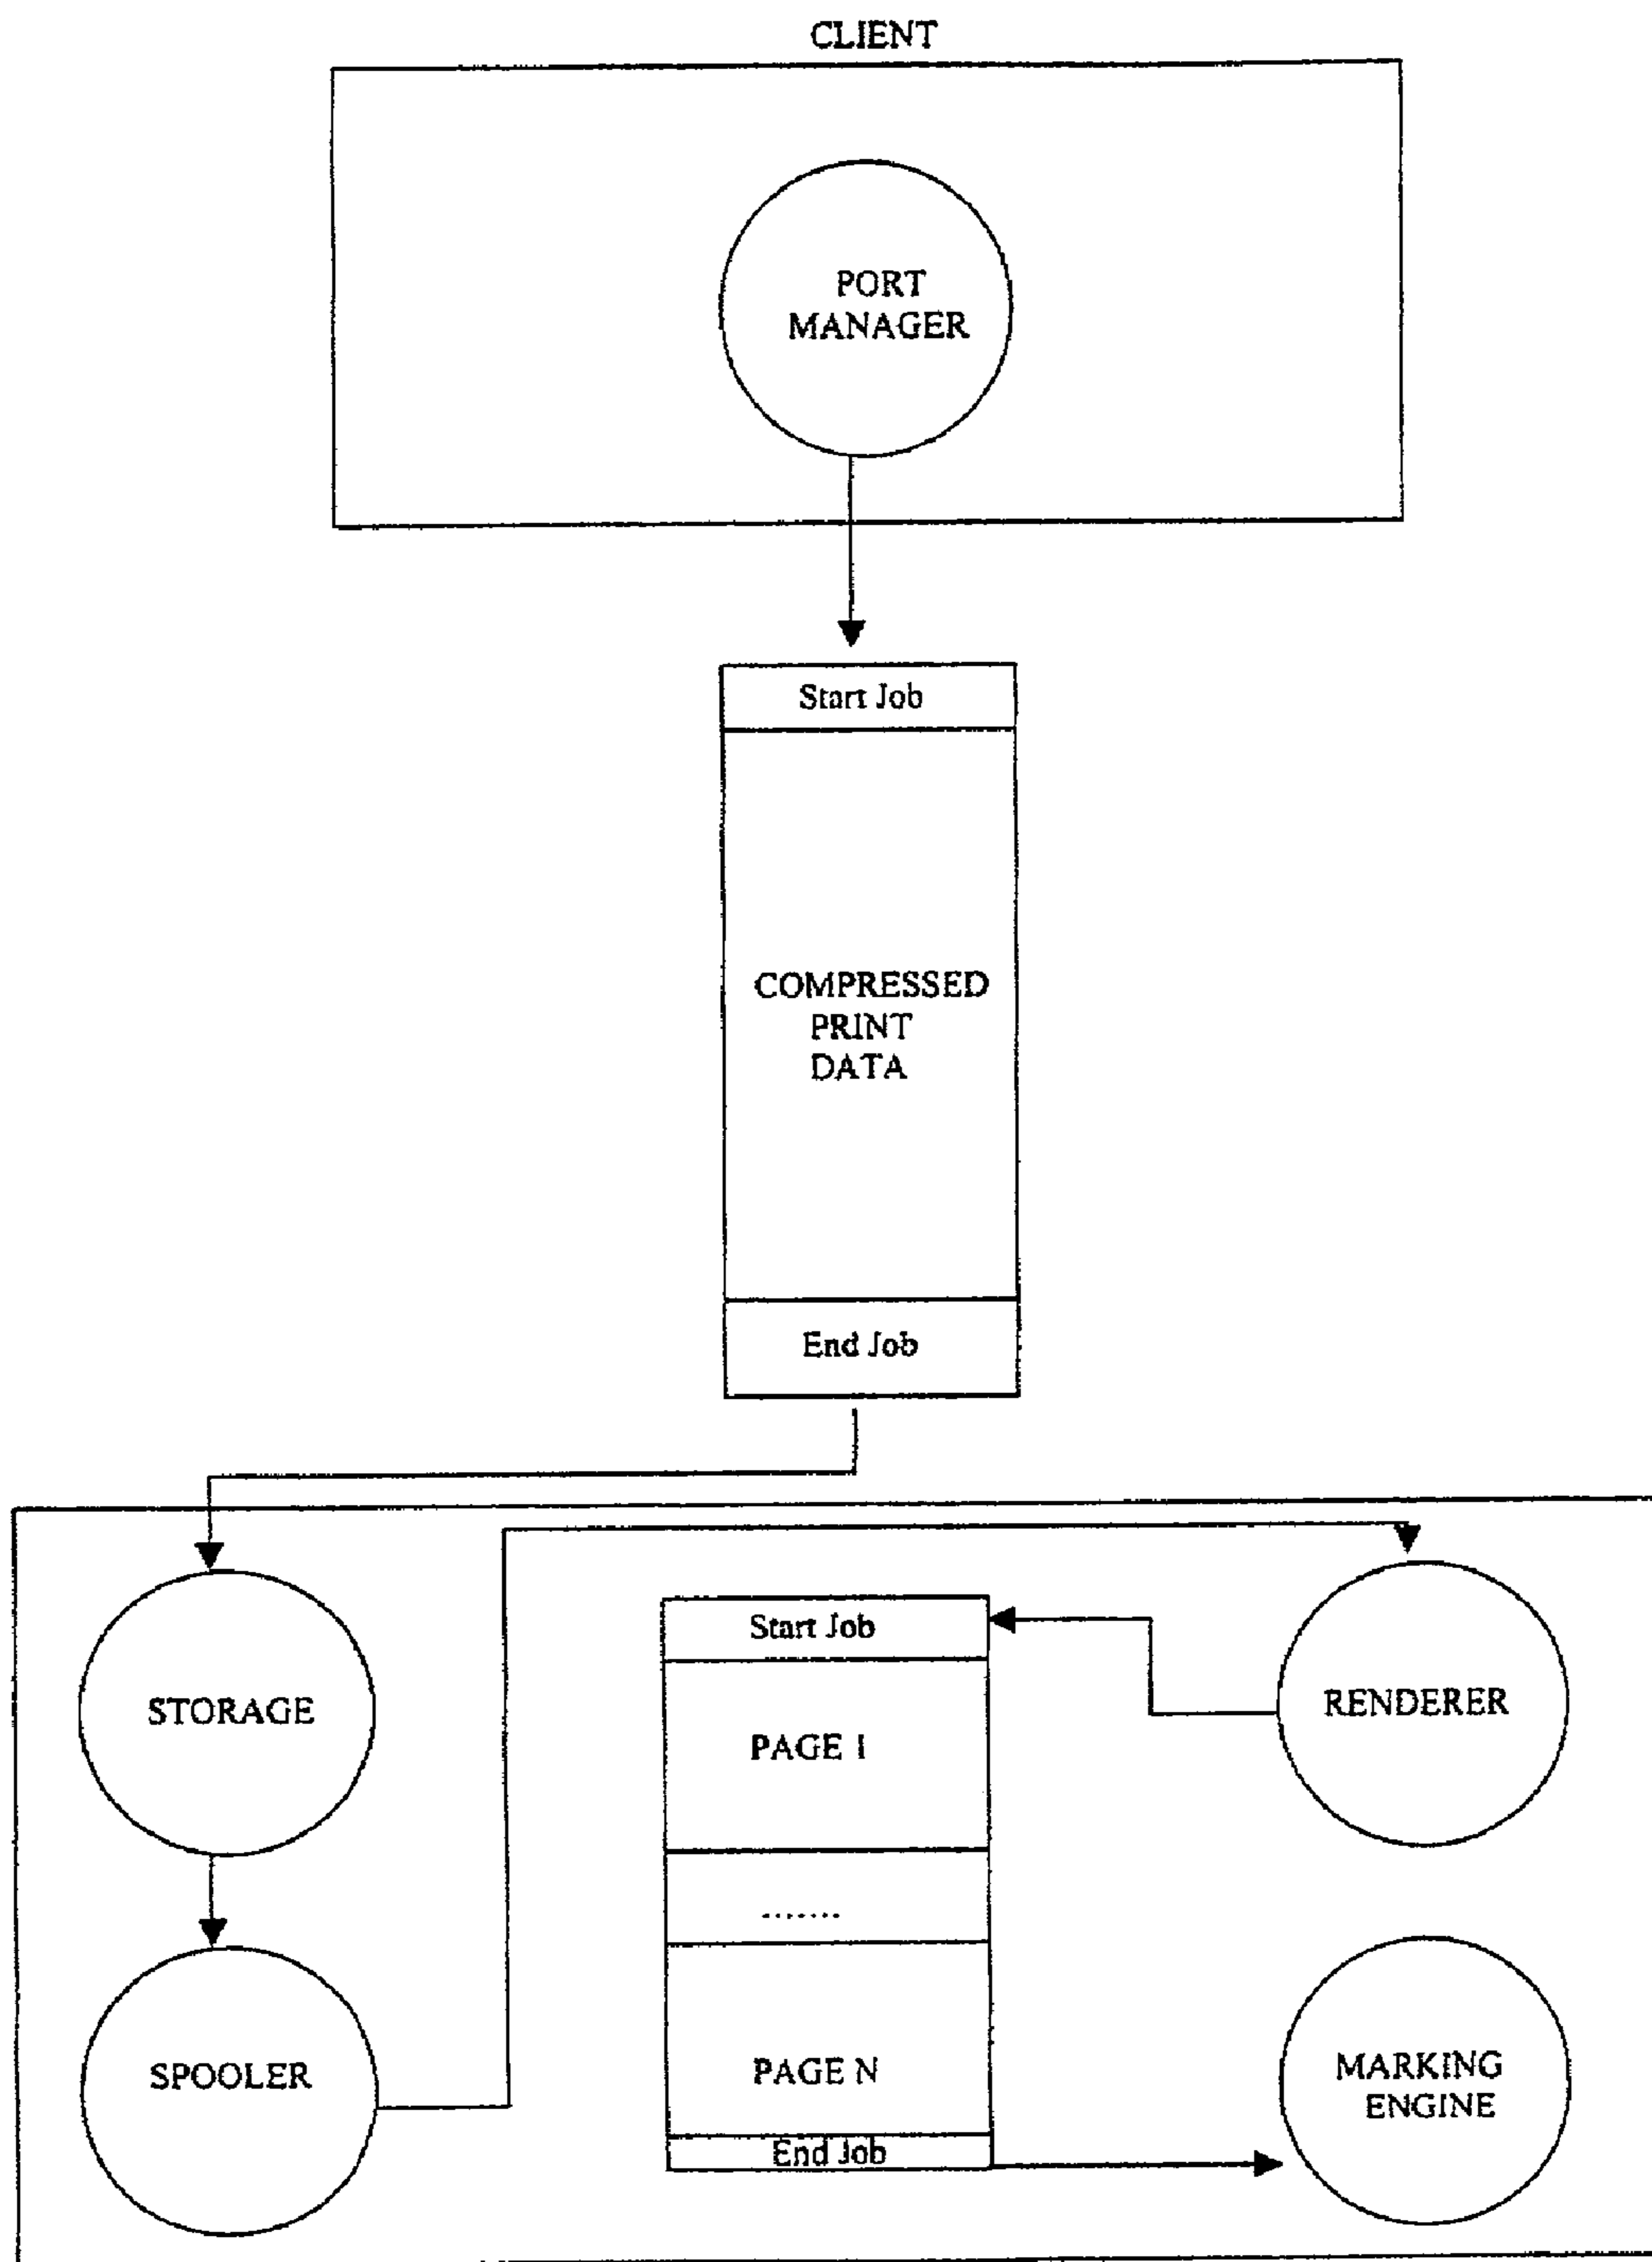 CLIENT
PORT
MANAGER
Start Job
COMPRESSED
PRINT
DATA
End Job
STORAGE
SPOOLER
Start Job
PAGE 1
.......
PAGE N
End Job
RENDERER
MARKING
ENGINE